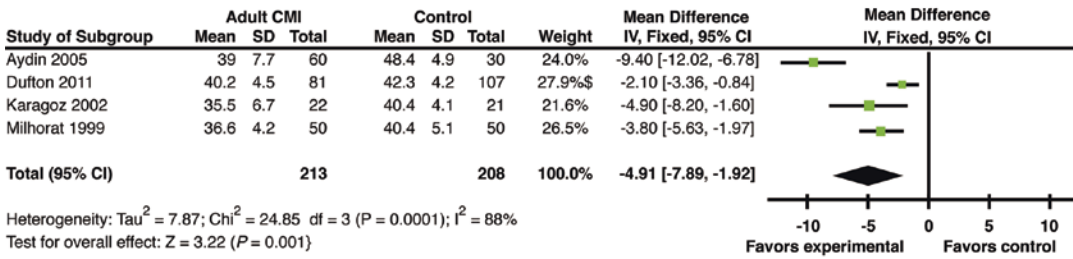 Adult CMI Control Mean Difference Mean Difference
Study of Subgroup Mean SD Total Mean SD Total Weight IV, Fixed, 95% CI IV, Fixed, 95% CI
Aydin 2005 39 7.7 60 48.4 4.9 30 24.0% -9.40 [-12.02, -6.78]
Dufton 2011 40.2 4.5 81 42.3 4.2 107 27.9%$ -2.10 [-3.36, -0.84]
Karagoz 2002 35.5 6.7 22 40.4 4.1 21 21.6% -4.90 [-8.20, -1.60]
Milhorat 1999 36.6 4.2 50 40.4 5.1 50 26.5% -3.80 [-5.63, -1.97]
Total (95% CI) 213 208 100.0% -4.91 [-7.89, -1.92]
Heterogeneity: Tau² = 7.87; Chi² = 24.85 df = 3 (P = 0.0001); I² = 88%
Test for overall effect: Z = 3.22 (P = 0.001}
-10 -5 0 5 10
Favors experimental Favors control